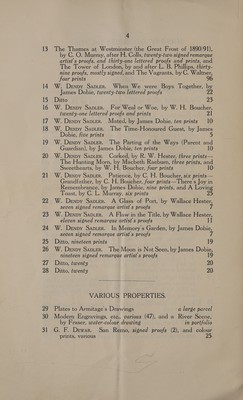 4
13 The Thames at Westminster (the Great Frost of 1890/91),
by C. O. Murray, after H. Colls, twenty-two signed remarque
artist's proofs, and thirty-one lettered proofs and prints, and
The Tower of London, by and after L. B. Phillips, thirty-
nine proofs, mostly signed, and The Vagrants, by C. Waltner,
four prints 96
14 W. Dendy Sadler. When We were Boys Together, by
James Dobie, twenty-two lettered proofs 22
15 Ditto 23
16 W. Dendy Sadler. For Weal or Woe, by W. H. Boucher,
twenty-one lettered proofs and prints 21
17 W. Dendy Sadler. Mated, by James Dobie, ten prints 10
18 W. Dendy Sadler. The Time-Honoured Guest, by James
Dobie, five prints 5
19 W. Dendy Sadler. The Parting of the Ways (Parent and
Guardian), by James Dobie, ten prints 10
20 W. Dendy Sadler. Corked, by R. W. Hester, three prints—
The Hunting Morn, by Macbeth Raeburn, three prints, and
Sweethearts, by W. H. Boucher, four prints 10
21 W. Dendy Sadler. Patience, by C. H. Boucher, six prints—
Grandfather, by C. H. Boucher, four prints—There's Joy in
Remembrance, by James Dobie, nine prints, and A Loving
Toast, by C. L. Murray, six prints
22 W. Dendy Sadler. A Glass of Port, by Wallace Hester,
seven signed remarque artist's proofs 7
23 W. Dendy Sadler. A Flaw in the Title, by Wallace Hester,
eleven signed remarque artist's proofs 11
24 W. Dendy Sadler. In Memory's Garden, by James Dobie,
seven signed remarque artist's proofs 7
25 Ditto, nineteen prints 19
26 W. Dendy Sadler. The Moon is Not Seen, by James Dobie,
nineteen signed remarque artist's proofs 19
27 Ditto, twenty 20
28 Ditto, twenty 20
VARIOUS PROPERTIES.
29 Plates to Armitage's Drawings a large parcel
30 Modern Engravings, etc., various (47), and a River Scene,
by Fraser, water-colour drawing in portfolio
31 G. F. Dewar. San Remo, signed proofs (2), and colour
prints, various 25